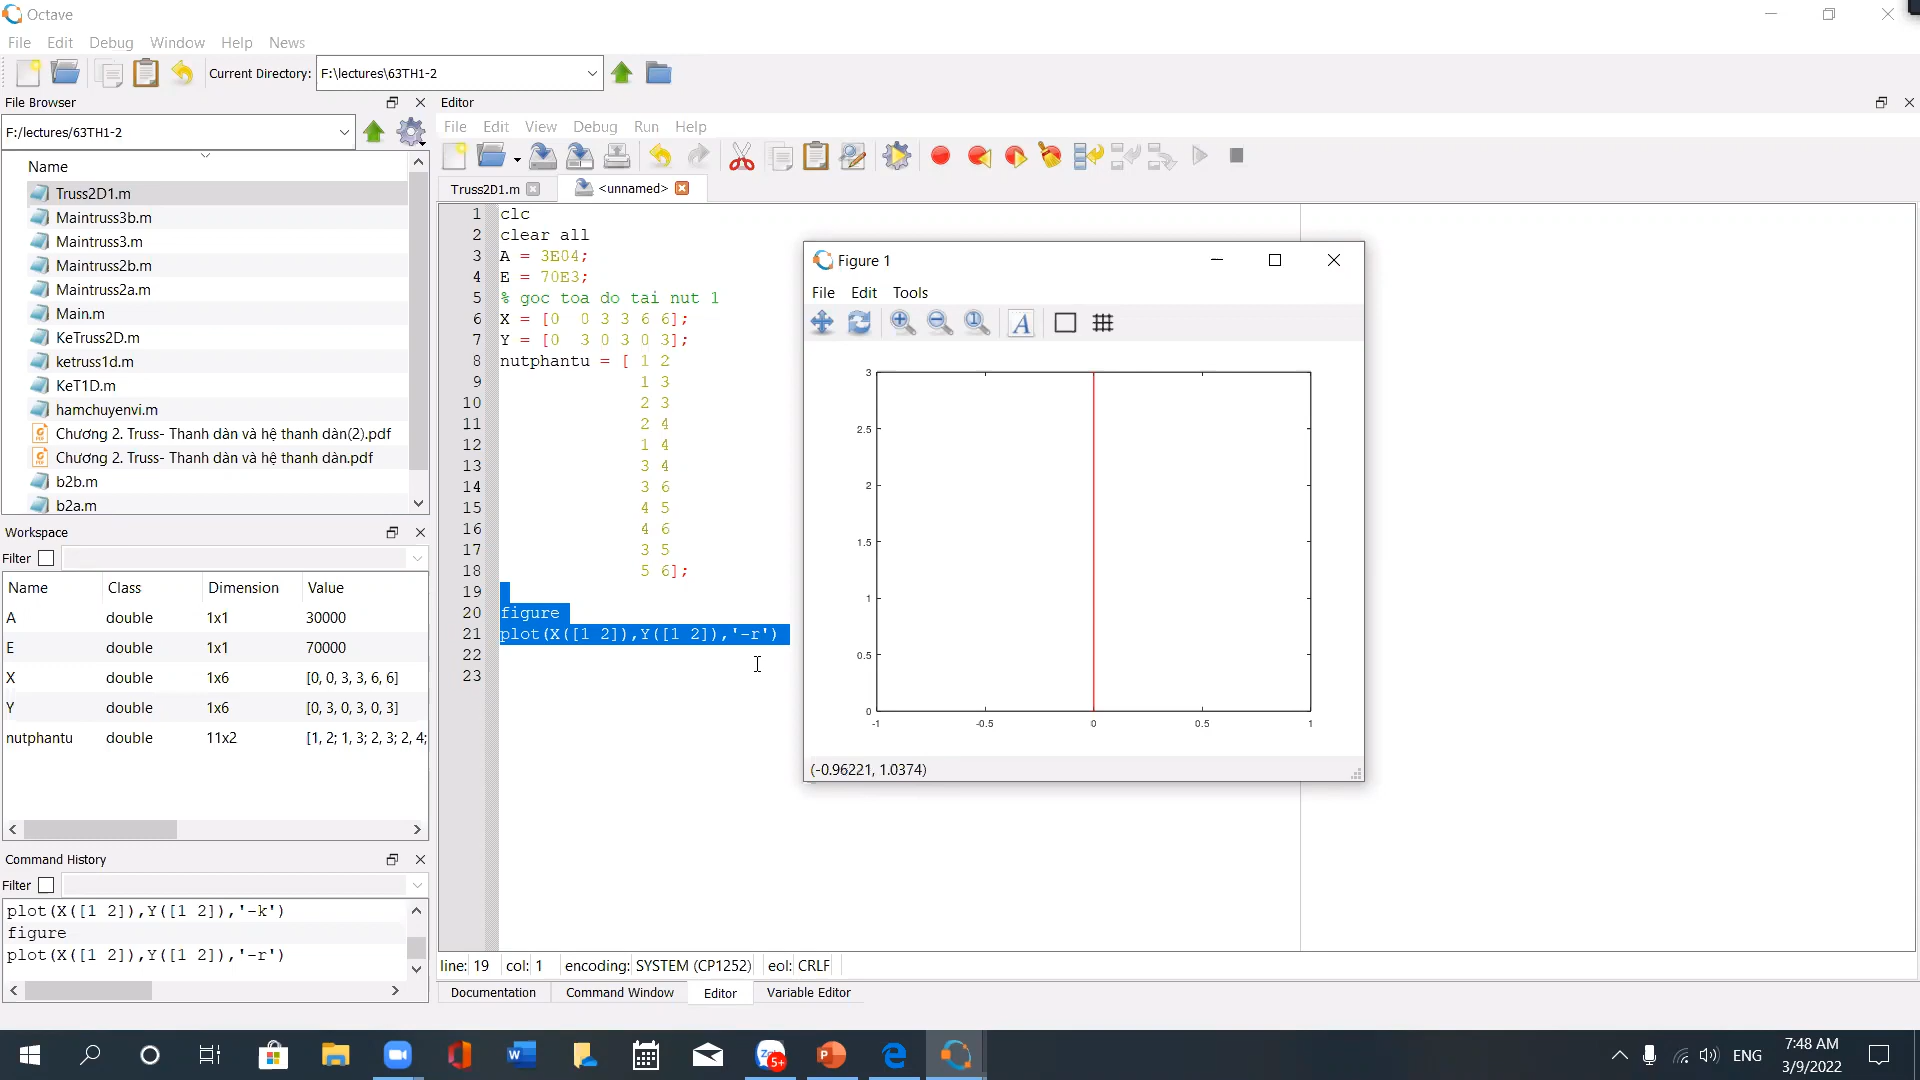 Octave
File Edit Debug Window Help News
Current Directory: F:\lectures\63TH1-2
File Browser
F:/lectures/63TH1-2
Name
Truss2D1.m
Maintruss3b.m
Maintruss3.m
Maintruss2b.m
Maintruss2a.m
Main.m
KeTruss2D.m
ketruss1d.m
KeT1D.m
hamchuyenvi.m
Chương 2. Truss- Thanh dàn và hệ thanh dàn(2).pdf
Chương 2. Truss- Thanh dàn và hệ thanh dàn.pdf
b2b.m
b2a.m
Workspace
Filter
Name Class Dimension Value
A double 1x1 30000
E double 1x1 70000
X double 1x6 [0, 0, 3, 3, 6, 6]
Y double 1x6 [0, 3, 0, 3, 0, 3]
nutphantu double 11x2 [1, 2; 1, 3; 2, 3; 2, 4;
Command History
Filter
plot(X([1 2]),Y([1 2]),'-k')
figure
plot(X([1 2]),Y([1 2]),'-r')
Editor
File Edit View Debug Run Help
Truss2D1.m <unnamed>
1 clc
2 clear all
3 A = 3E04;
4 E = 70E3;
5 % goc toa do tai nut 1
6 X = [0 0 3 3 6 6];
7 Y = [0 3 0 3 0 3];
8 nutphantu = [ 1 2
9 1 3
10 2 3
11 2 4
12 1 4
13 3 4
14 3 6
15 4 5
16 4 6
17 3 5
18 5 6];
19
20 figure
21 plot(X([1 2]),Y([1 2]),'-r')
22
23
line: 19 col: 1 encoding: SYSTEM (CP1252) eol: CRLF
Documentation Command Window Editor Variable Editor
Figure 1
File Edit Tools
A
3
2.5
2
1.5
1
0.5
0
-1 -0.5 0 0.5 1
(-0.96221, 1.0374)
5+
ENG
7:48 AM
3/9/2022